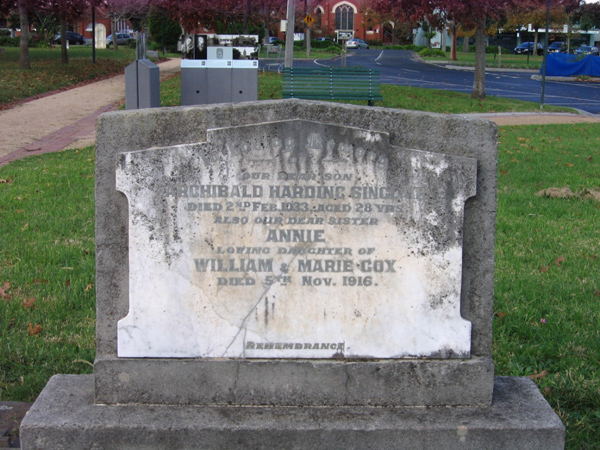 OUR DEAR SON
ARCHIBALD HARDING
DIED 2ND FEB. 1933, AGED 28 YRS
ALSO OUR DEAR SISTER
ANNIE
LOVING DAUGHTER OF
WILLIAM & MARIE COX
DIED 5TH NOV. 1916.
REMEMBRANCE